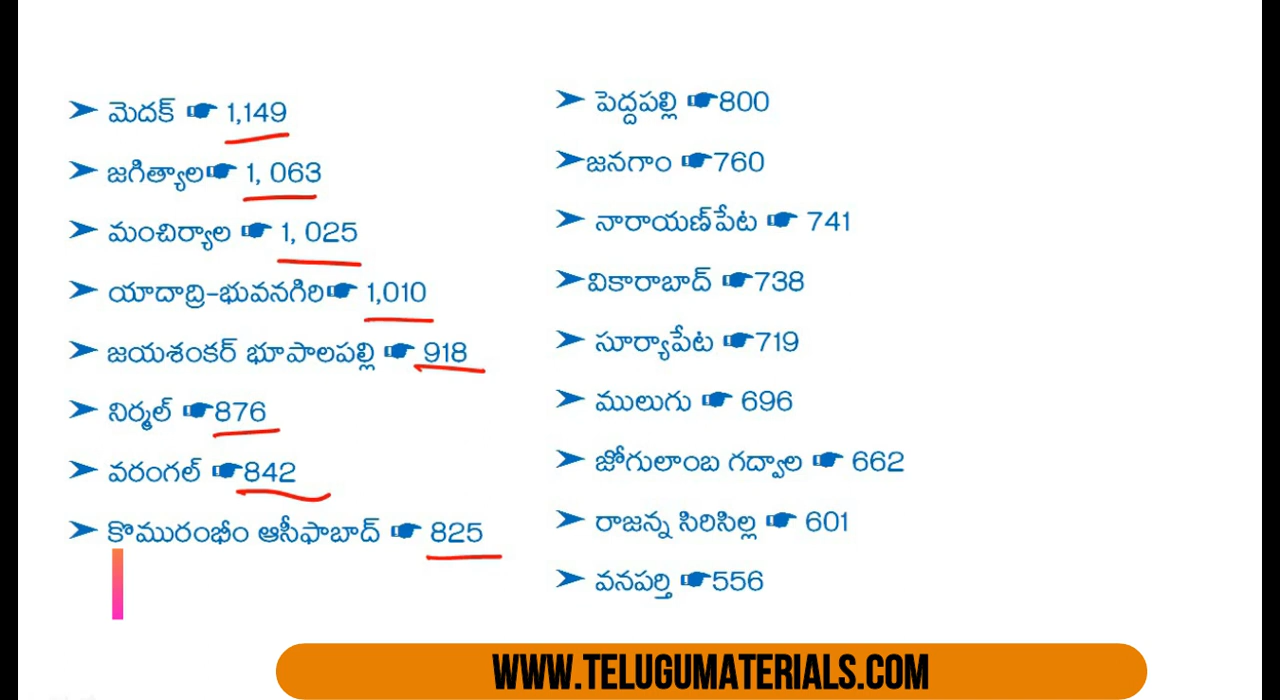 ➤ మెదక్ ☛ 1,149
➤ జగిత్యాల☛ 1, 063
➤ మంచిర్యాల ☛ 1, 025
➤ యాదాద్రి-భువనగిరి☛ 1,010
➤ జయశంకర్ భూపాలపల్లి ☛ 918
➤ నిర్మల్ ☛876
➤ వరంగల్ ☛842
➤ కొమురంభీం ఆసిఫాబాద్ ☛ 825
➤ పెద్దపల్లి ☛800
➤జనగాం ☛760
➤ నారాయణ్‌పేట ☛ 741
➤వికారాబాద్ ☛738
➤ సూర్యాపేట ☛719
➤ ములుగు ☛ 696
➤ జోగులాంబ గద్వాల ☛ 662
➤ రాజన్న సిరిసిల్ల ☛ 601
➤ వనపర్తి ☛556
WWW.TELUGUMATERIALS.COM